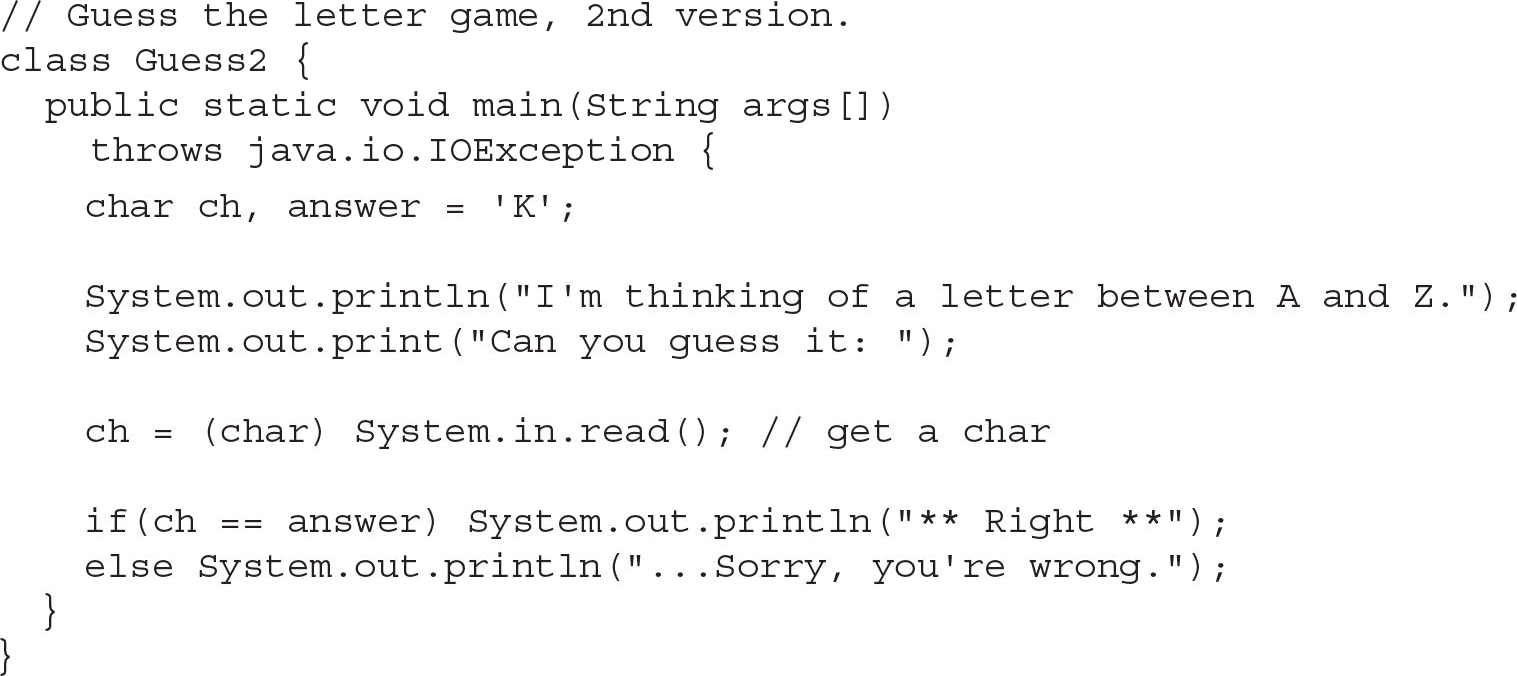 // Guess the letter game, 2nd version.
class Guess2 {
  public static void main(String args[])
    throws java.io.IOException {
    char ch, answer = 'K';

    System.out.println("I'm thinking of a letter between A and Z.");
    System.out.print("Can you guess it: ");

    ch = (char) System.in.read(); // get a char

    if(ch == answer) System.out.println("** Right **");
    else System.out.println("...Sorry, you're wrong.");
  }
}